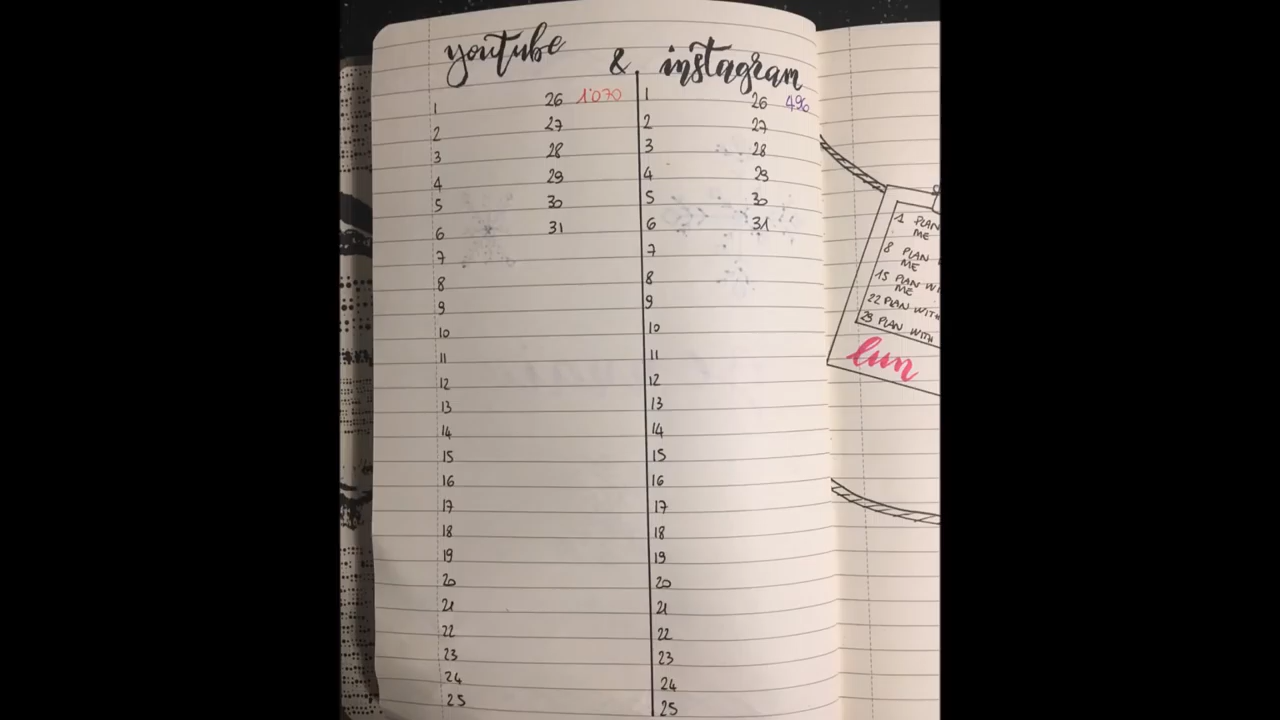 youtube & instagram
1 26 1'070 1 26 496
2 27 2 27
3 28 3 28
4 29 4 29
5 30 5 30
6 31 6 31
7 7
8 8
9 9
10 10
11 11
12 12
13 13
14 14
15 15
16 16
17 17
18 18
19 19
20 20
21 21
22 22
23 23
24 24
25 25
1 PLAN
ME
8 PLAN
ME
15 PLAN WI
ME
22 PLAN WITH
29 PLAN WITH
lun